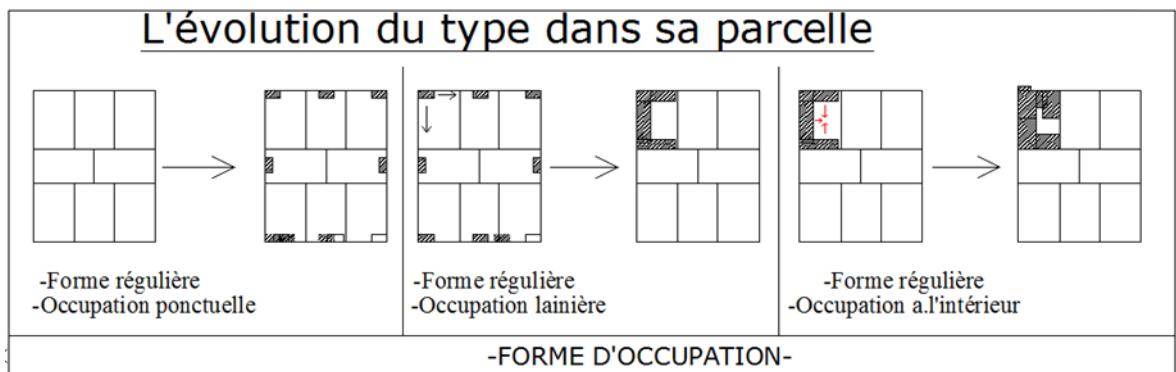 L'évolution du type dans sa parcelle
-Forme régulière
-Occupation ponctuelle
-Forme régulière
-Occupation lainière
-Forme régulière
-Occupation a.l'intérieur
-FORME D'OCCUPATION-